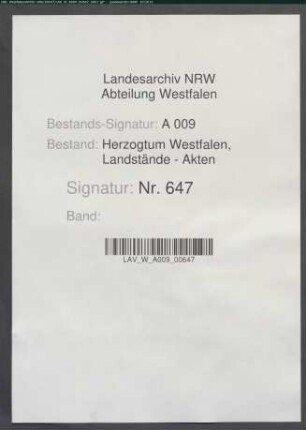 Landesarchiv NRW
Abteilung Westfalen
Bestands-Signatur: A 009
Bestand: Herzogtum Westfalen,
Landstände - Akten
Signatur: Nr. 647
Band:
LAV_W_A009_00647